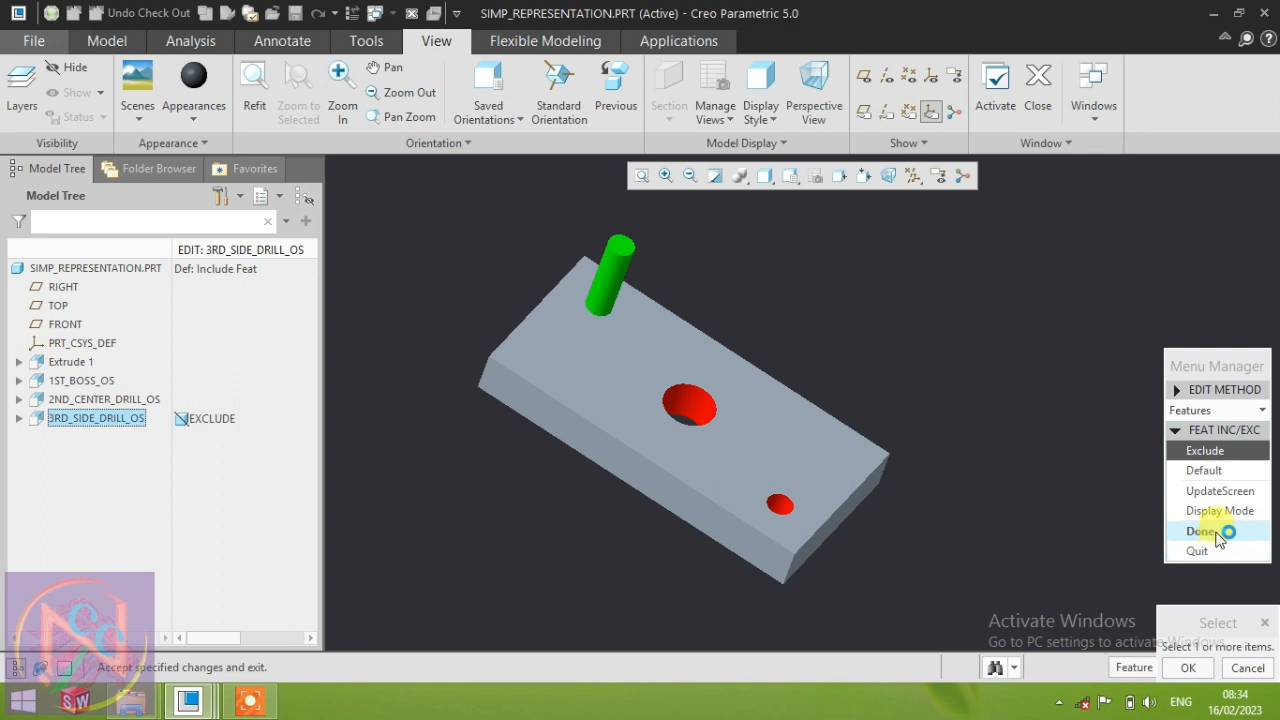 Undo Check Out
SIMP_REPRESENTATION.PRT (Active) - Creo Parametric 5.0
File Model Analysis Annotate Tools View Flexible Modeling Applications
Hide
Show
Status
Layers
Scenes
Appearances
Refit
Zoom to Selected
Zoom In
Pan
Zoom Out
Pan Zoom
Saved Orientations
Standard Orientation
Previous
Section
Manage Views
Display Style
Perspective View
Activate
Close
Windows
Visibility Appearance Orientation Model Display Show Window
Model Tree Folder Browser Favorites
Model Tree
EDIT: 3RD_SIDE_DRILL_OS
SIMP_REPRESENTATION.PRT Def: Include Feat
RIGHT
TOP
FRONT
PRT_CSYS_DEF
Extrude 1
1ST_BOSS_OS
2ND_CENTER_DRILL_OS
3RD_SIDE_DRILL_OS EXCLUDE
Menu Manager
EDIT METHOD
Features
FEAT INC/EXC
Exclude
Default
UpdateScreen
Display Mode
Done
Quit
Activate Windows
Go to PC settings to activate Windows.
Select
Select 1 or more items.
OK Cancel
Accept specified changes and exit.
Feature
SW
ENG
08:34
16/02/2023